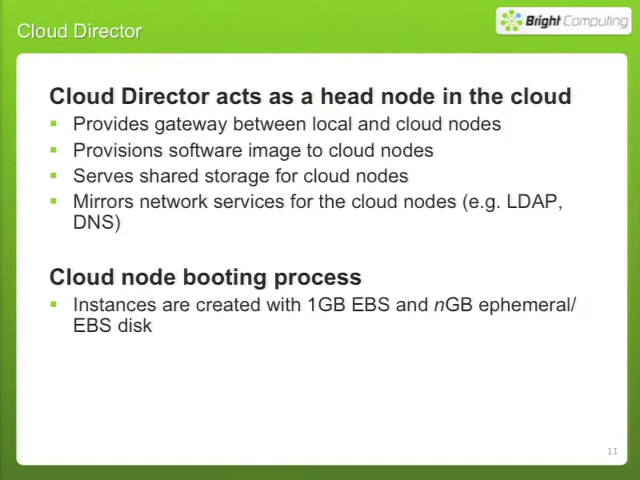 Cloud Director
Bright Computing
Cloud Director acts as a head node in the cloud
Provides gateway between local and cloud nodes
Provisions software image to cloud nodes
Serves shared storage for cloud nodes
Mirrors network services for the cloud nodes (e.g. LDAP,
DNS)
Cloud node booting process
Instances are created with 1GB EBS and nGB ephemeral/
EBS disk
11